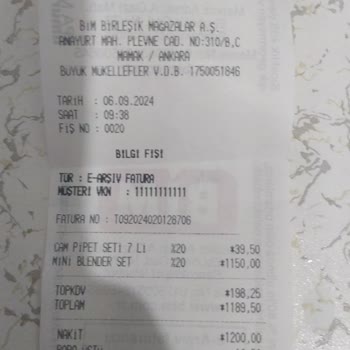 BİM BİRLEŞİK MAĞAZALAR A.Ş.
ANAYURT MAH. PLEVNE CAD. NO:310/B,C
MAMAK / ANKARA
BÜYÜK MÜKELLEFLER V.D.B. 1750051846
TARİH : 06.09.2024
SAAT : 09:38
FİŞ NO : 0020
BİLGİ FİŞİ
TÜR : E-ARŞİV FATURA
MÜŞTERİ VKN : 11111111111
FATURA NO : T092024020128706
CAM PİPET SETİ 7 Lİ %20 *39,50
MİNİ BLENDER SET %20 *1150,00
TOPKDV *198,25
TOPLAM *1189,50
NAKİT *1200,00